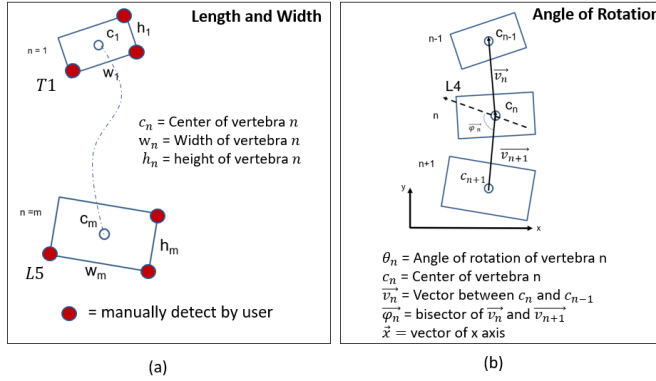 Length and Width
n = 1
c1
h1
w1
T1
cn = Center of vertebra n
wn = Width of vertebra n
hn = height of vertebra n
n =m
cm
hm
wm
L5
= manually detect by user
(a)
Angle of Rotation
n-1
cn-1
vn
L4
n
cn
φn
vn+1
n+1
cn+1
y
x
θn = Angle of rotation of vertebra n
cn = Center of vertebra n
vn = Vector between cn and cn−1
φn = bisector of vn and vn+1
x = vector of x axis
(b)